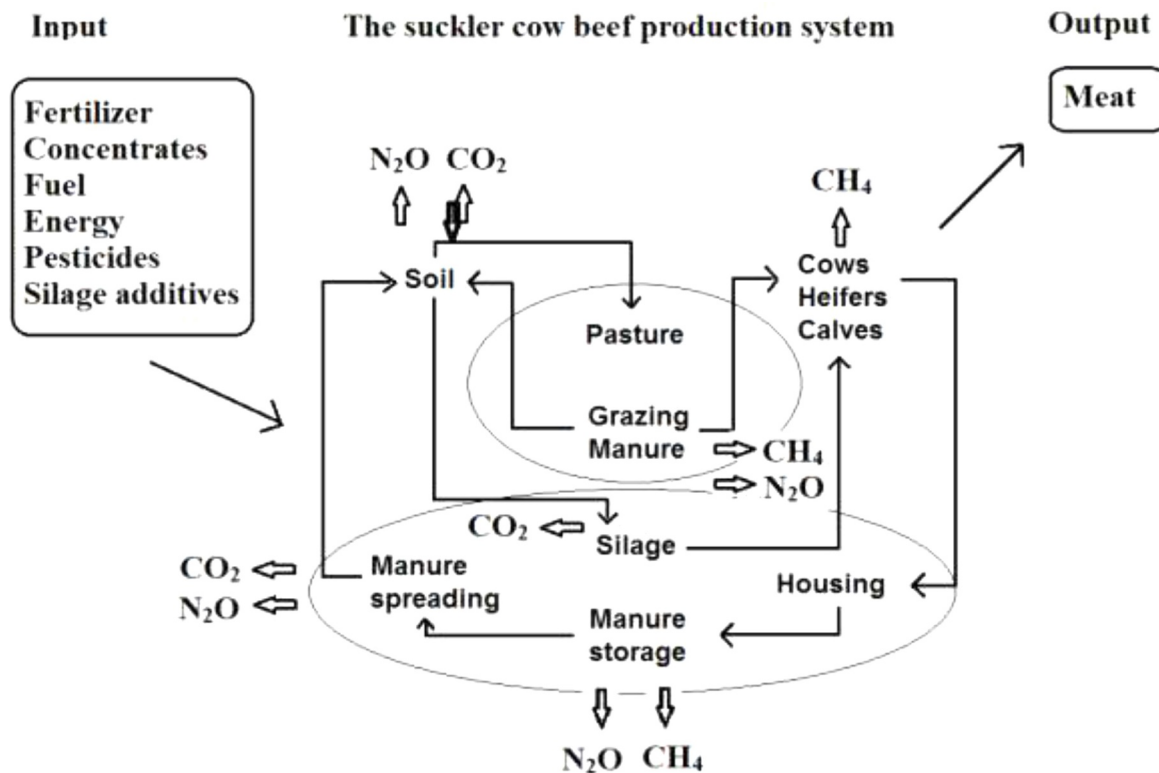 Input
The suckler cow beef production system
Output
Fertilizer
Concentrates
Fuel
Energy
Pesticides
Silage additives
Meat
N₂O
CO₂
CH₄
Soil
Cows
Heifers
Calves
Pasture
Grazing
Manure
CH₄
N₂O
CO₂
Silage
CO₂
N₂O
Manure
spreading
Housing
Manure
storage
N₂O
CH₄